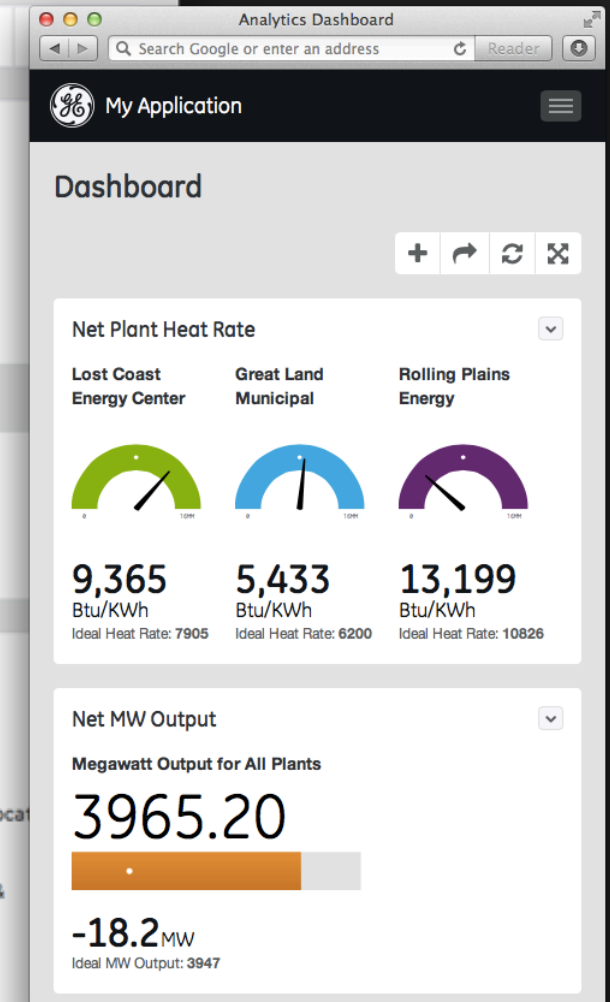 Analytics Dashboard
Search Google or enter an address
Reader
My Application
Dashboard
Net Plant Heat Rate
Lost Coast
Energy Center
Great Land
Municipal
Rolling Plains
Energy
0
0
0
9,365
Btu/KWh
Ideal Heat Rate: 7905
5,433
Btu/KWh
Ideal Heat Rate: 6200
13,199
Btu/KWh
Ideal Heat Rate: 10826
Net MW Output
Megawatt Output for All Plants
3965.20
-18.2MW
Ideal MW Output: 3947
&